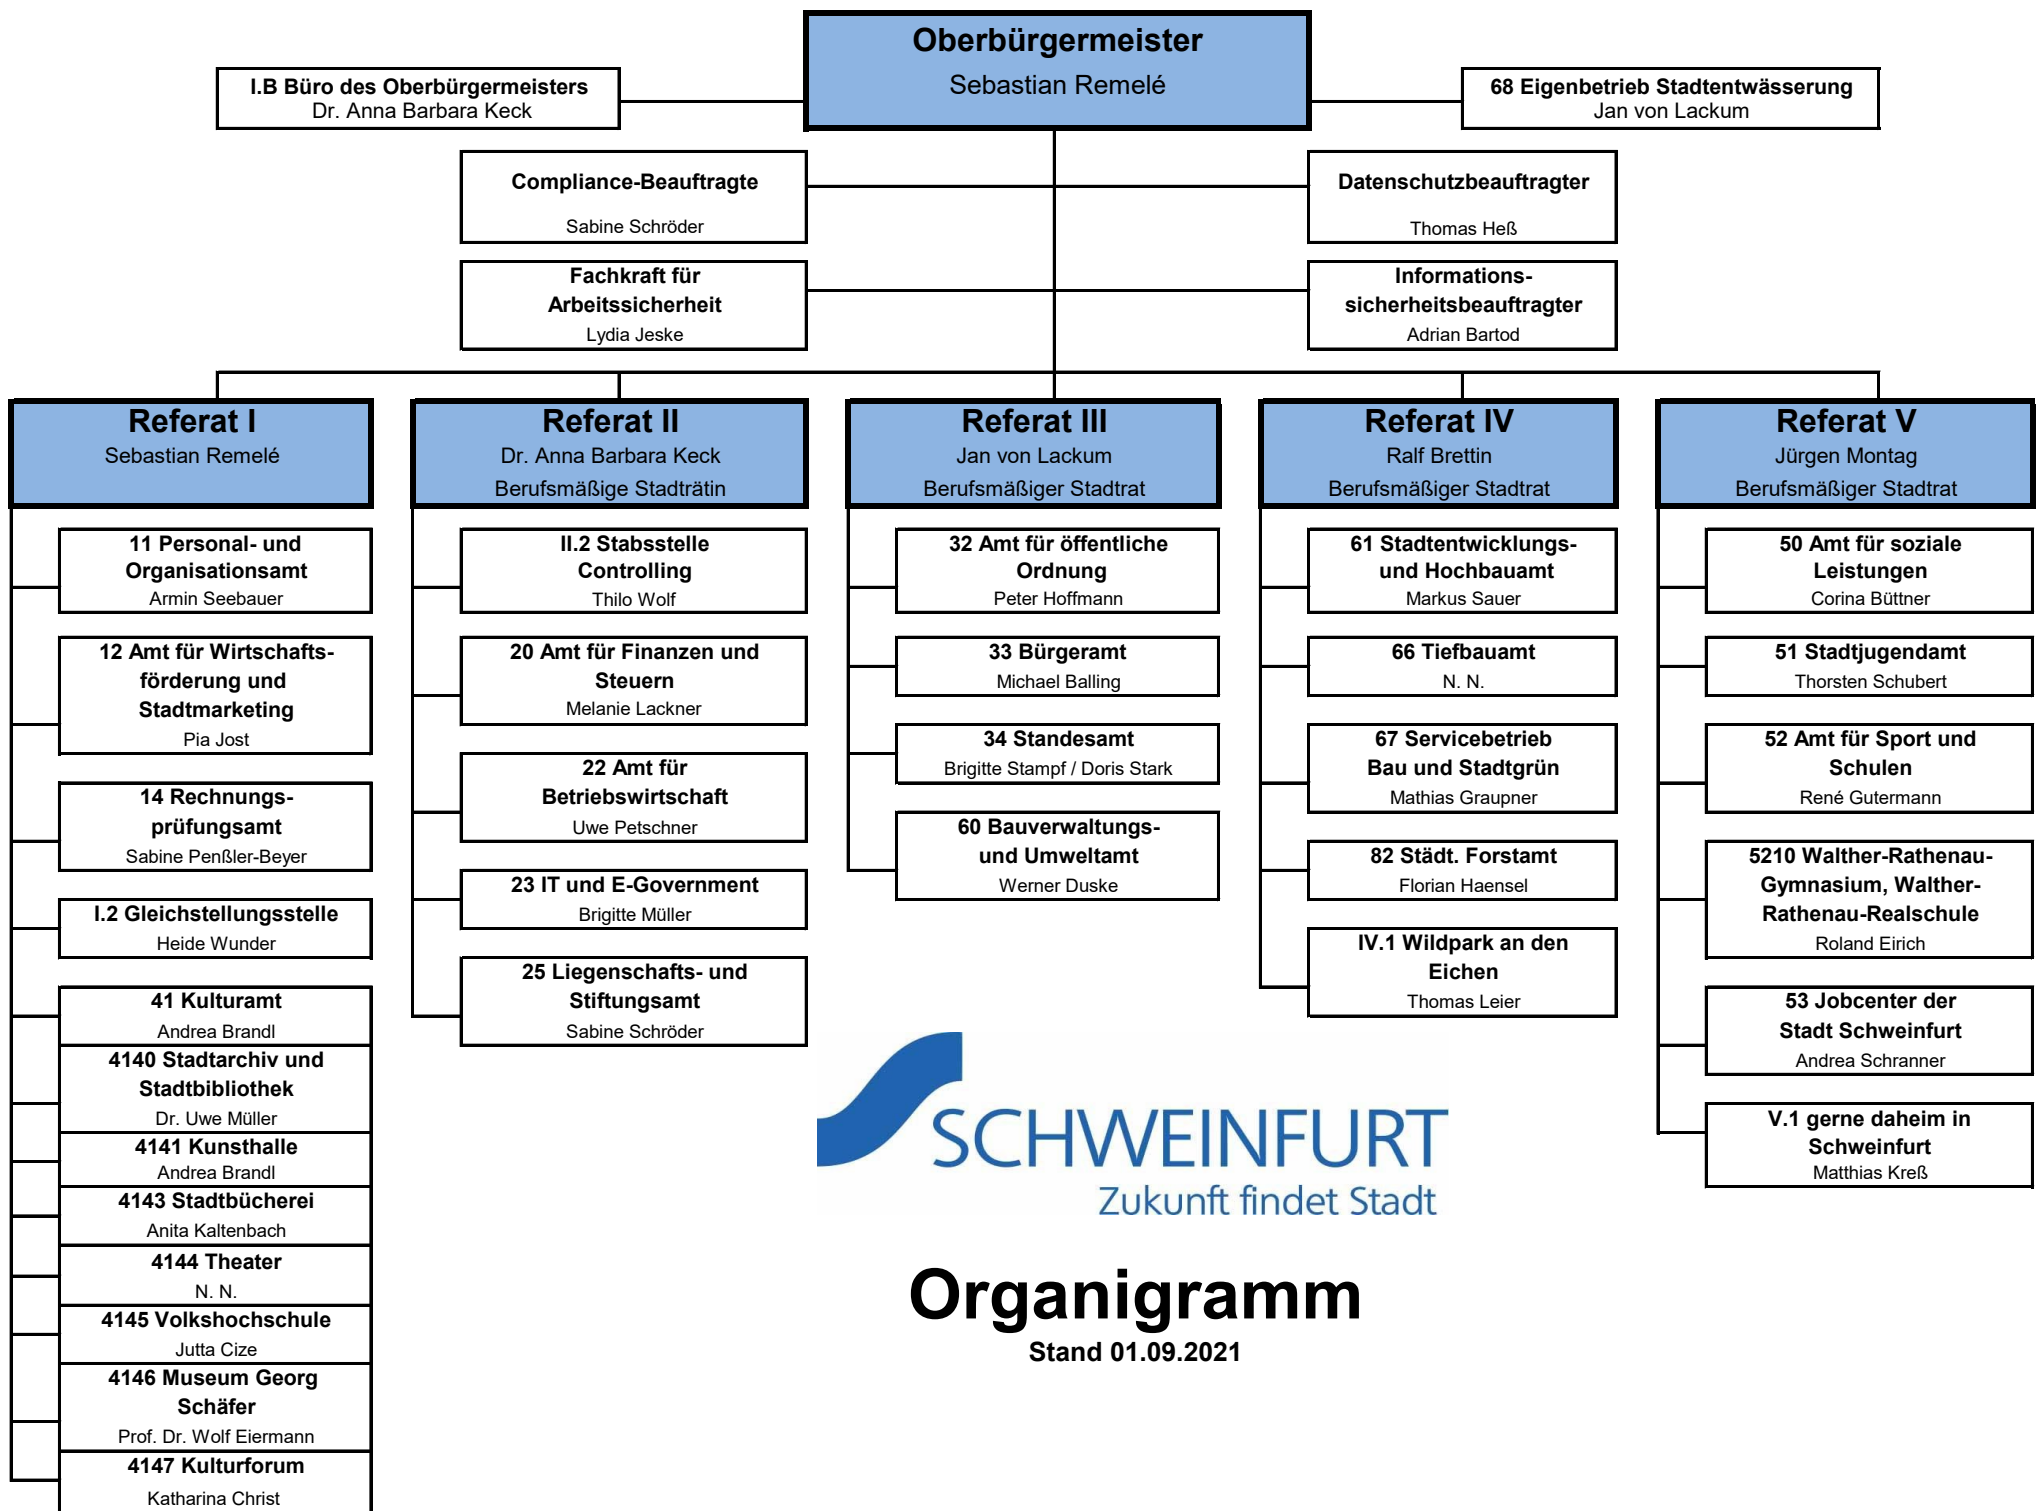 Oberbürgermeister
Sebastian Remelé
I.B Büro des Oberbürgermeisters
Dr. Anna Barbara Keck
68 Eigenbetrieb Stadtentwässerung
Jan von Lackum
Compliance-Beauftragte
Sabine Schröder
Datenschutzbeauftragter
Thomas Heß
Fachkraft für
Arbeitssicherheit
Lydia Jeske
Informations-
sicherheitsbeauftragter
Adrian Bartod
Referat I
Sebastian Remelé
11 Personal- und
Organisationsamt
Armin Seebauer
12 Amt für Wirtschafts-
förderung und
Stadtmarketing
Pia Jost
14 Rechnungs-
prüfungsamt
Sabine Penßler-Beyer
I.2 Gleichstellungsstelle
Heide Wunder
41 Kulturamt
Andrea Brandl
4140 Stadtarchiv und
Stadtbibliothek
Dr. Uwe Müller
4141 Kunsthalle
Andrea Brandl
4143 Stadtbücherei
Anita Kaltenbach
4144 Theater
N. N.
4145 Volkshochschule
Jutta Cize
4146 Museum Georg
Schäfer
Prof. Dr. Wolf Eiermann
4147 Kulturforum
Katharina Christ
Referat II
Dr. Anna Barbara Keck
Berufsmäßige Stadträtin
II.2 Stabsstelle
Controlling
Thilo Wolf
20 Amt für Finanzen und
Steuern
Melanie Lackner
22 Amt für
Betriebswirtschaft
Uwe Petschner
23 IT und E-Government
Brigitte Müller
25 Liegenschafts- und
Stiftungsamt
Sabine Schröder
Referat III
Jan von Lackum
Berufsmäßiger Stadtrat
32 Amt für öffentliche
Ordnung
Peter Hoffmann
33 Bürgeramt
Michael Balling
34 Standesamt
Brigitte Stampf / Doris Stark
60 Bauverwaltungs-
und Umweltamt
Werner Duske
Referat IV
Ralf Brettin
Berufsmäßiger Stadtrat
61 Stadtentwicklungs-
und Hochbauamt
Markus Sauer
66 Tiefbauamt
N. N.
67 Servicebetrieb
Bau und Stadtgrün
Mathias Graupner
82 Städt. Forstamt
Florian Haensel
IV.1 Wildpark an den
Eichen
Thomas Leier
Referat V
Jürgen Montag
Berufsmäßiger Stadtrat
50 Amt für soziale
Leistungen
Corina Büttner
51 Stadtjugendamt
Thorsten Schubert
52 Amt für Sport und
Schulen
René Gutermann
5210 Walther-Rathenau-
Gymnasium, Walther-
Rathenau-Realschule
Roland Eirich
53 Jobcenter der
Stadt Schweinfurt
Andrea Schranner
V.1 gerne daheim in
Schweinfurt
Matthias Kreß
SCHWEINFURT
Zukunft findet Stadt
Organigramm
Stand 01.09.2021